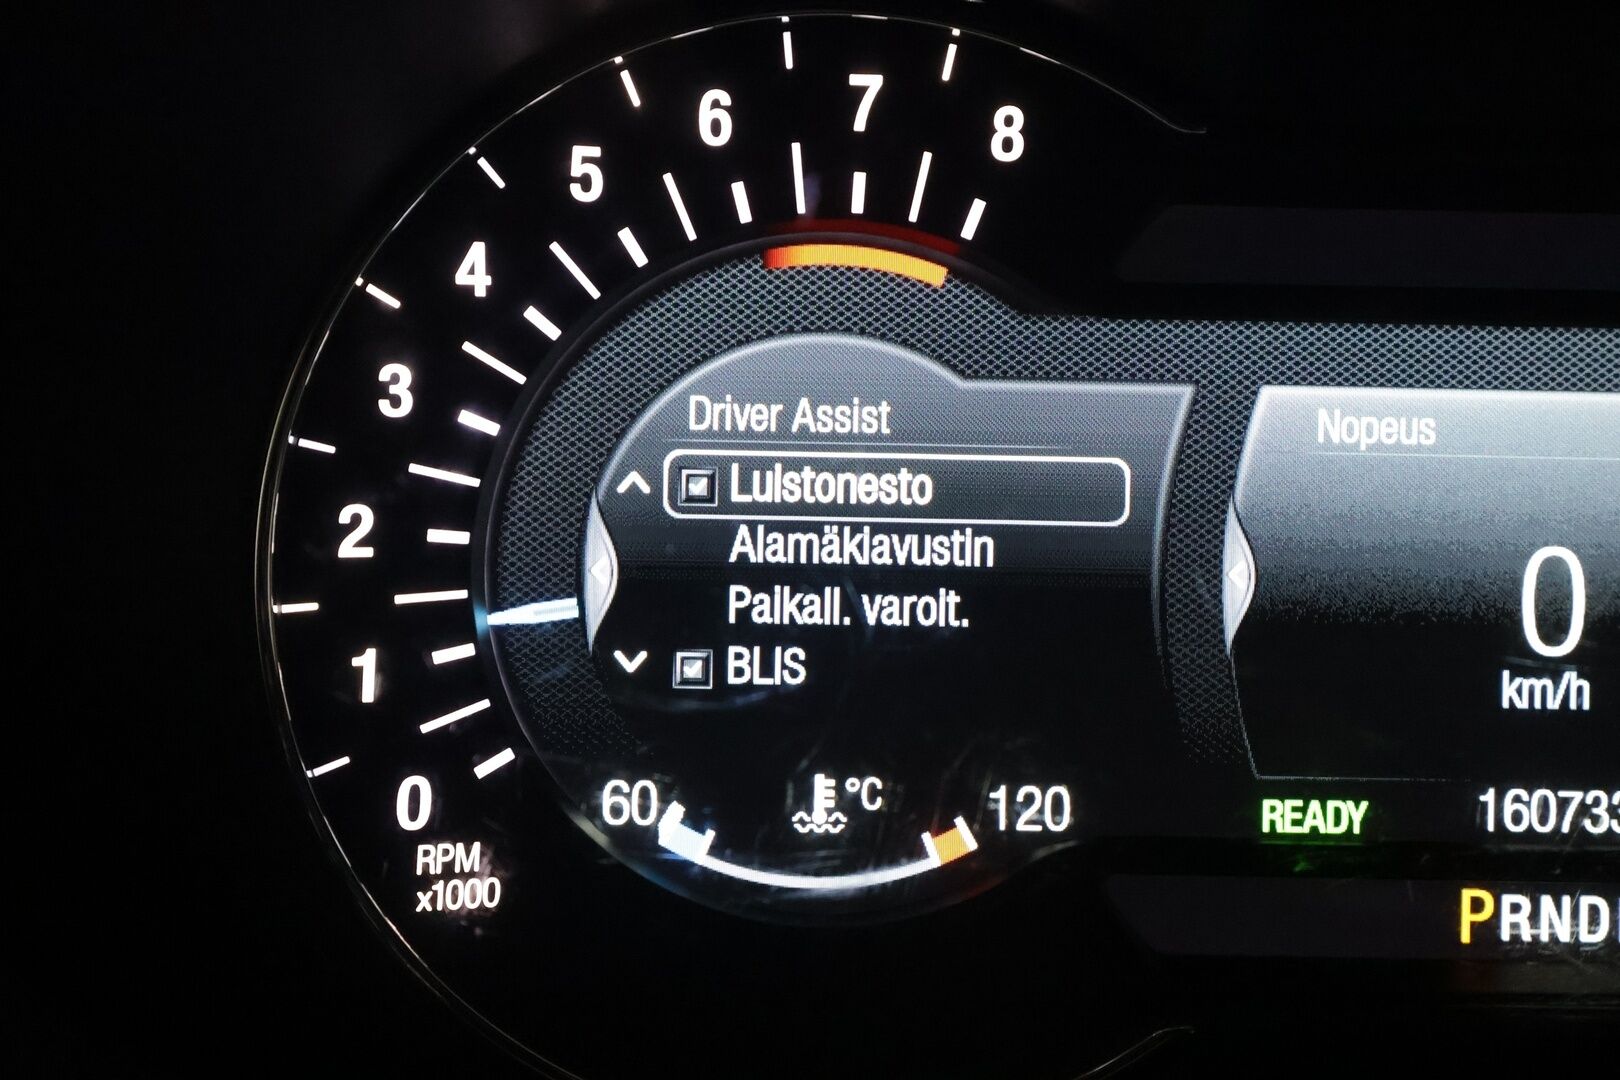 8
7
6
5
4
3
2
1
0
RPM
x1000
Driver Assist
Luistonesto
Alamäkiavustin
Paikall. varoit.
BLIS
60
°C
120
Nopeus
0
km/h
READY
160733
PRND